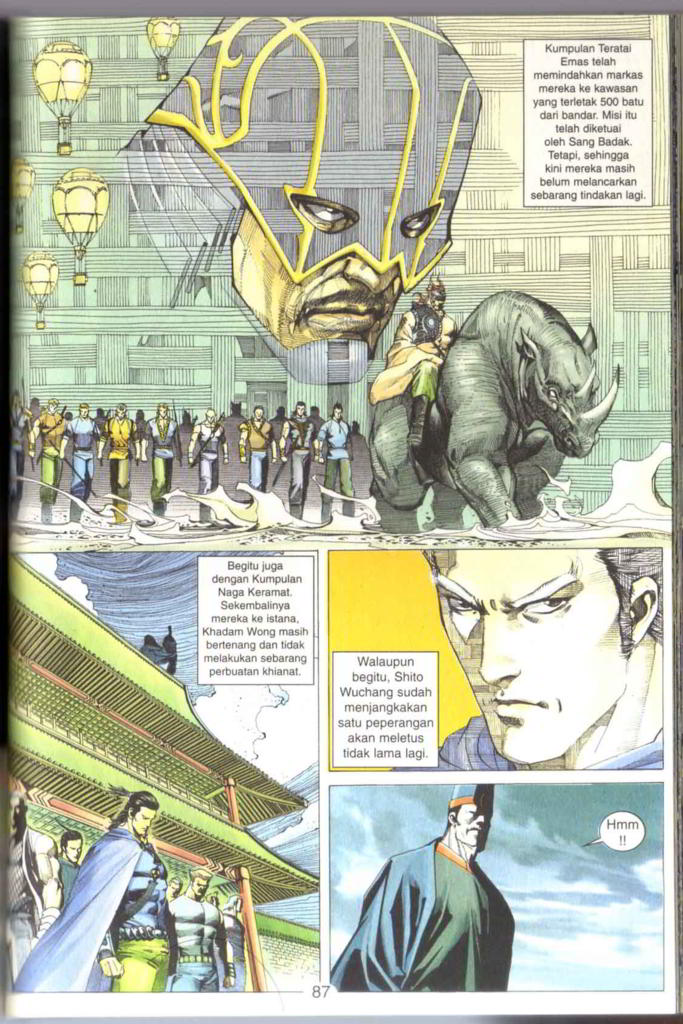 Kumpulan Teratai
Emas telah
memindahkan markas
mereka ke kawasan
yang terletak 500 batu
dari bandar. Misi itu
telah diketuai
oleh Sang Badak.
Tetapi, sehingga
kini mereka masih
belum melancarkan
sebarang tindakan lagi.
Begitu juga
dengan Kumpulan
Naga Keramat.
Sekembalinya
mereka ke istana,
Khadam Wong masih
bertenang dan tidak
melakukan sebarang
perbuatan khianat.
Walaupun
begitu, Shito
Wuchang sudah
menjangkakan
satu peperangan
akan meletus
tidak lama lagi.
Hmm
!!
87